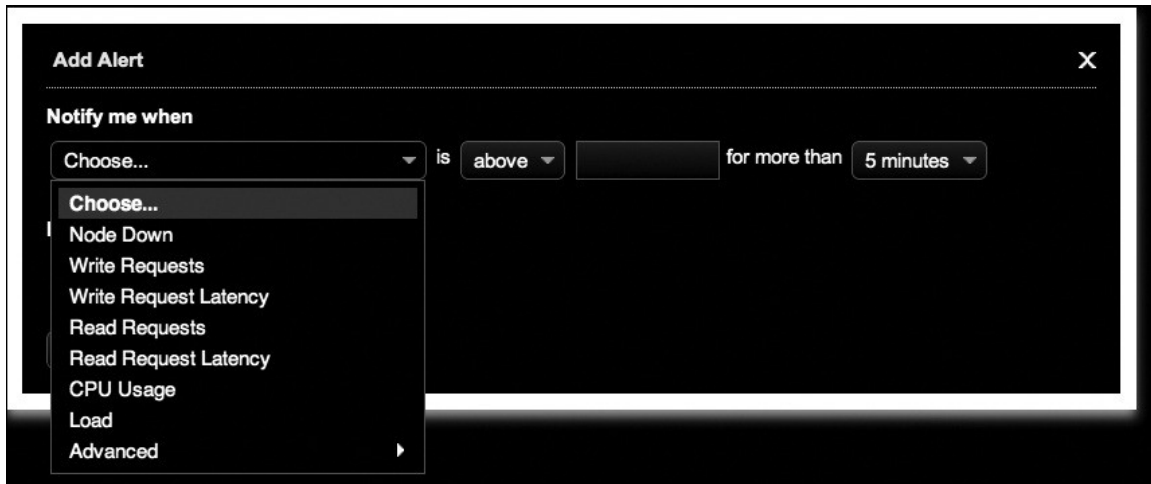 Add Alert X
Notify me when
Choose... is above for more than 5 minutes
Choose...
Node Down
Write Requests
Write Request Latency
Read Requests
Read Request Latency
CPU Usage
Load
Advanced